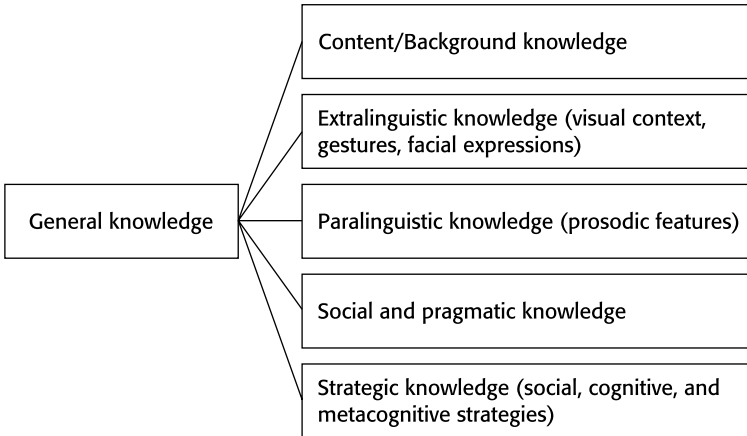 Content/Background knowledge
Extralinguistic knowledge (visual context,
gestures, facial expressions)
General knowledge
Paralinguistic knowledge (prosodic features)
Social and pragmatic knowledge
Strategic knowledge (social, cognitive, and
metacognitive strategies)